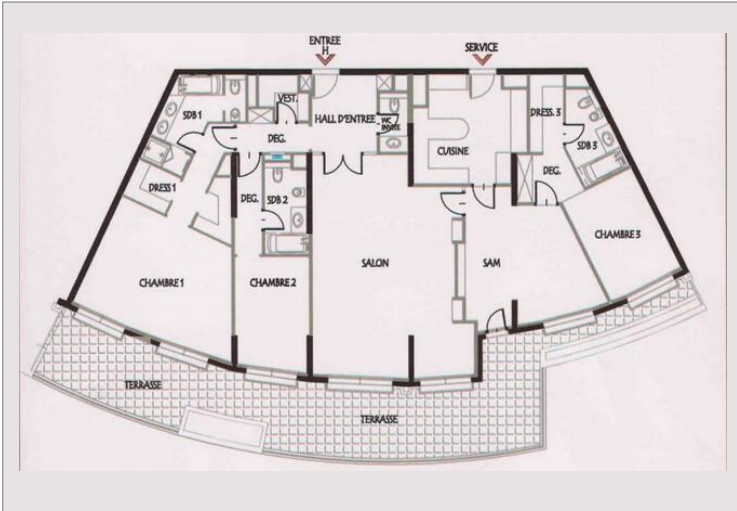 ENTREE
H
SERVICE
SDB 1
VEST.
HALL D'ENTREE
WC
INVITE
DRESS. 3
DEG.
CUISINE
SDB 3
DRESS 1
DEG.
SDB 2
DEG.
CHAMBRE 3
SALON
SAM
CHAMBRE 1
CHAMBRE 2
TERRASSE
TERRASSE